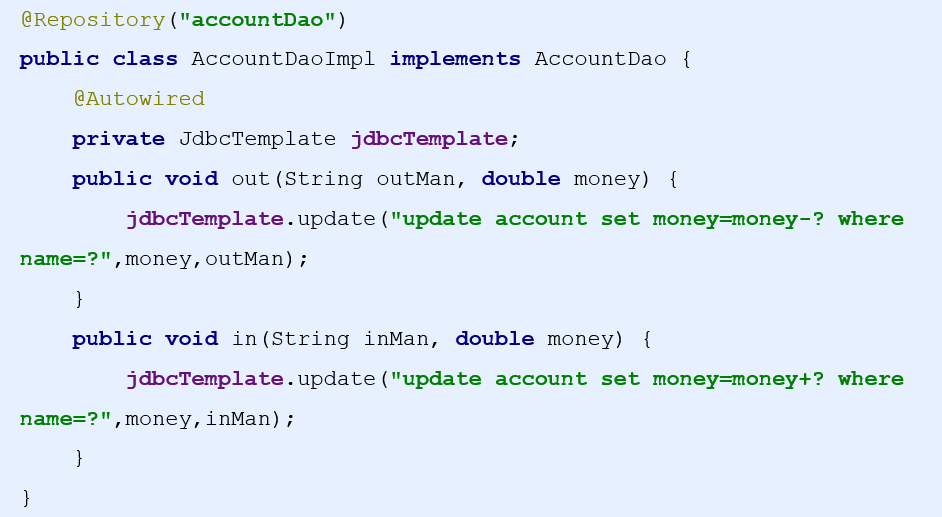 @Repository("accountDao")
public class AccountDaoImpl implements AccountDao {
    @Autowired
    private JdbcTemplate jdbcTemplate;
    public void out(String outMan, double money) {
        jdbcTemplate.update("update account set money=money-? where
name=?",money,outMan);
    }
    public void in(String inMan, double money) {
        jdbcTemplate.update("update account set money=money+? where
name=?",money,inMan);
    }
}